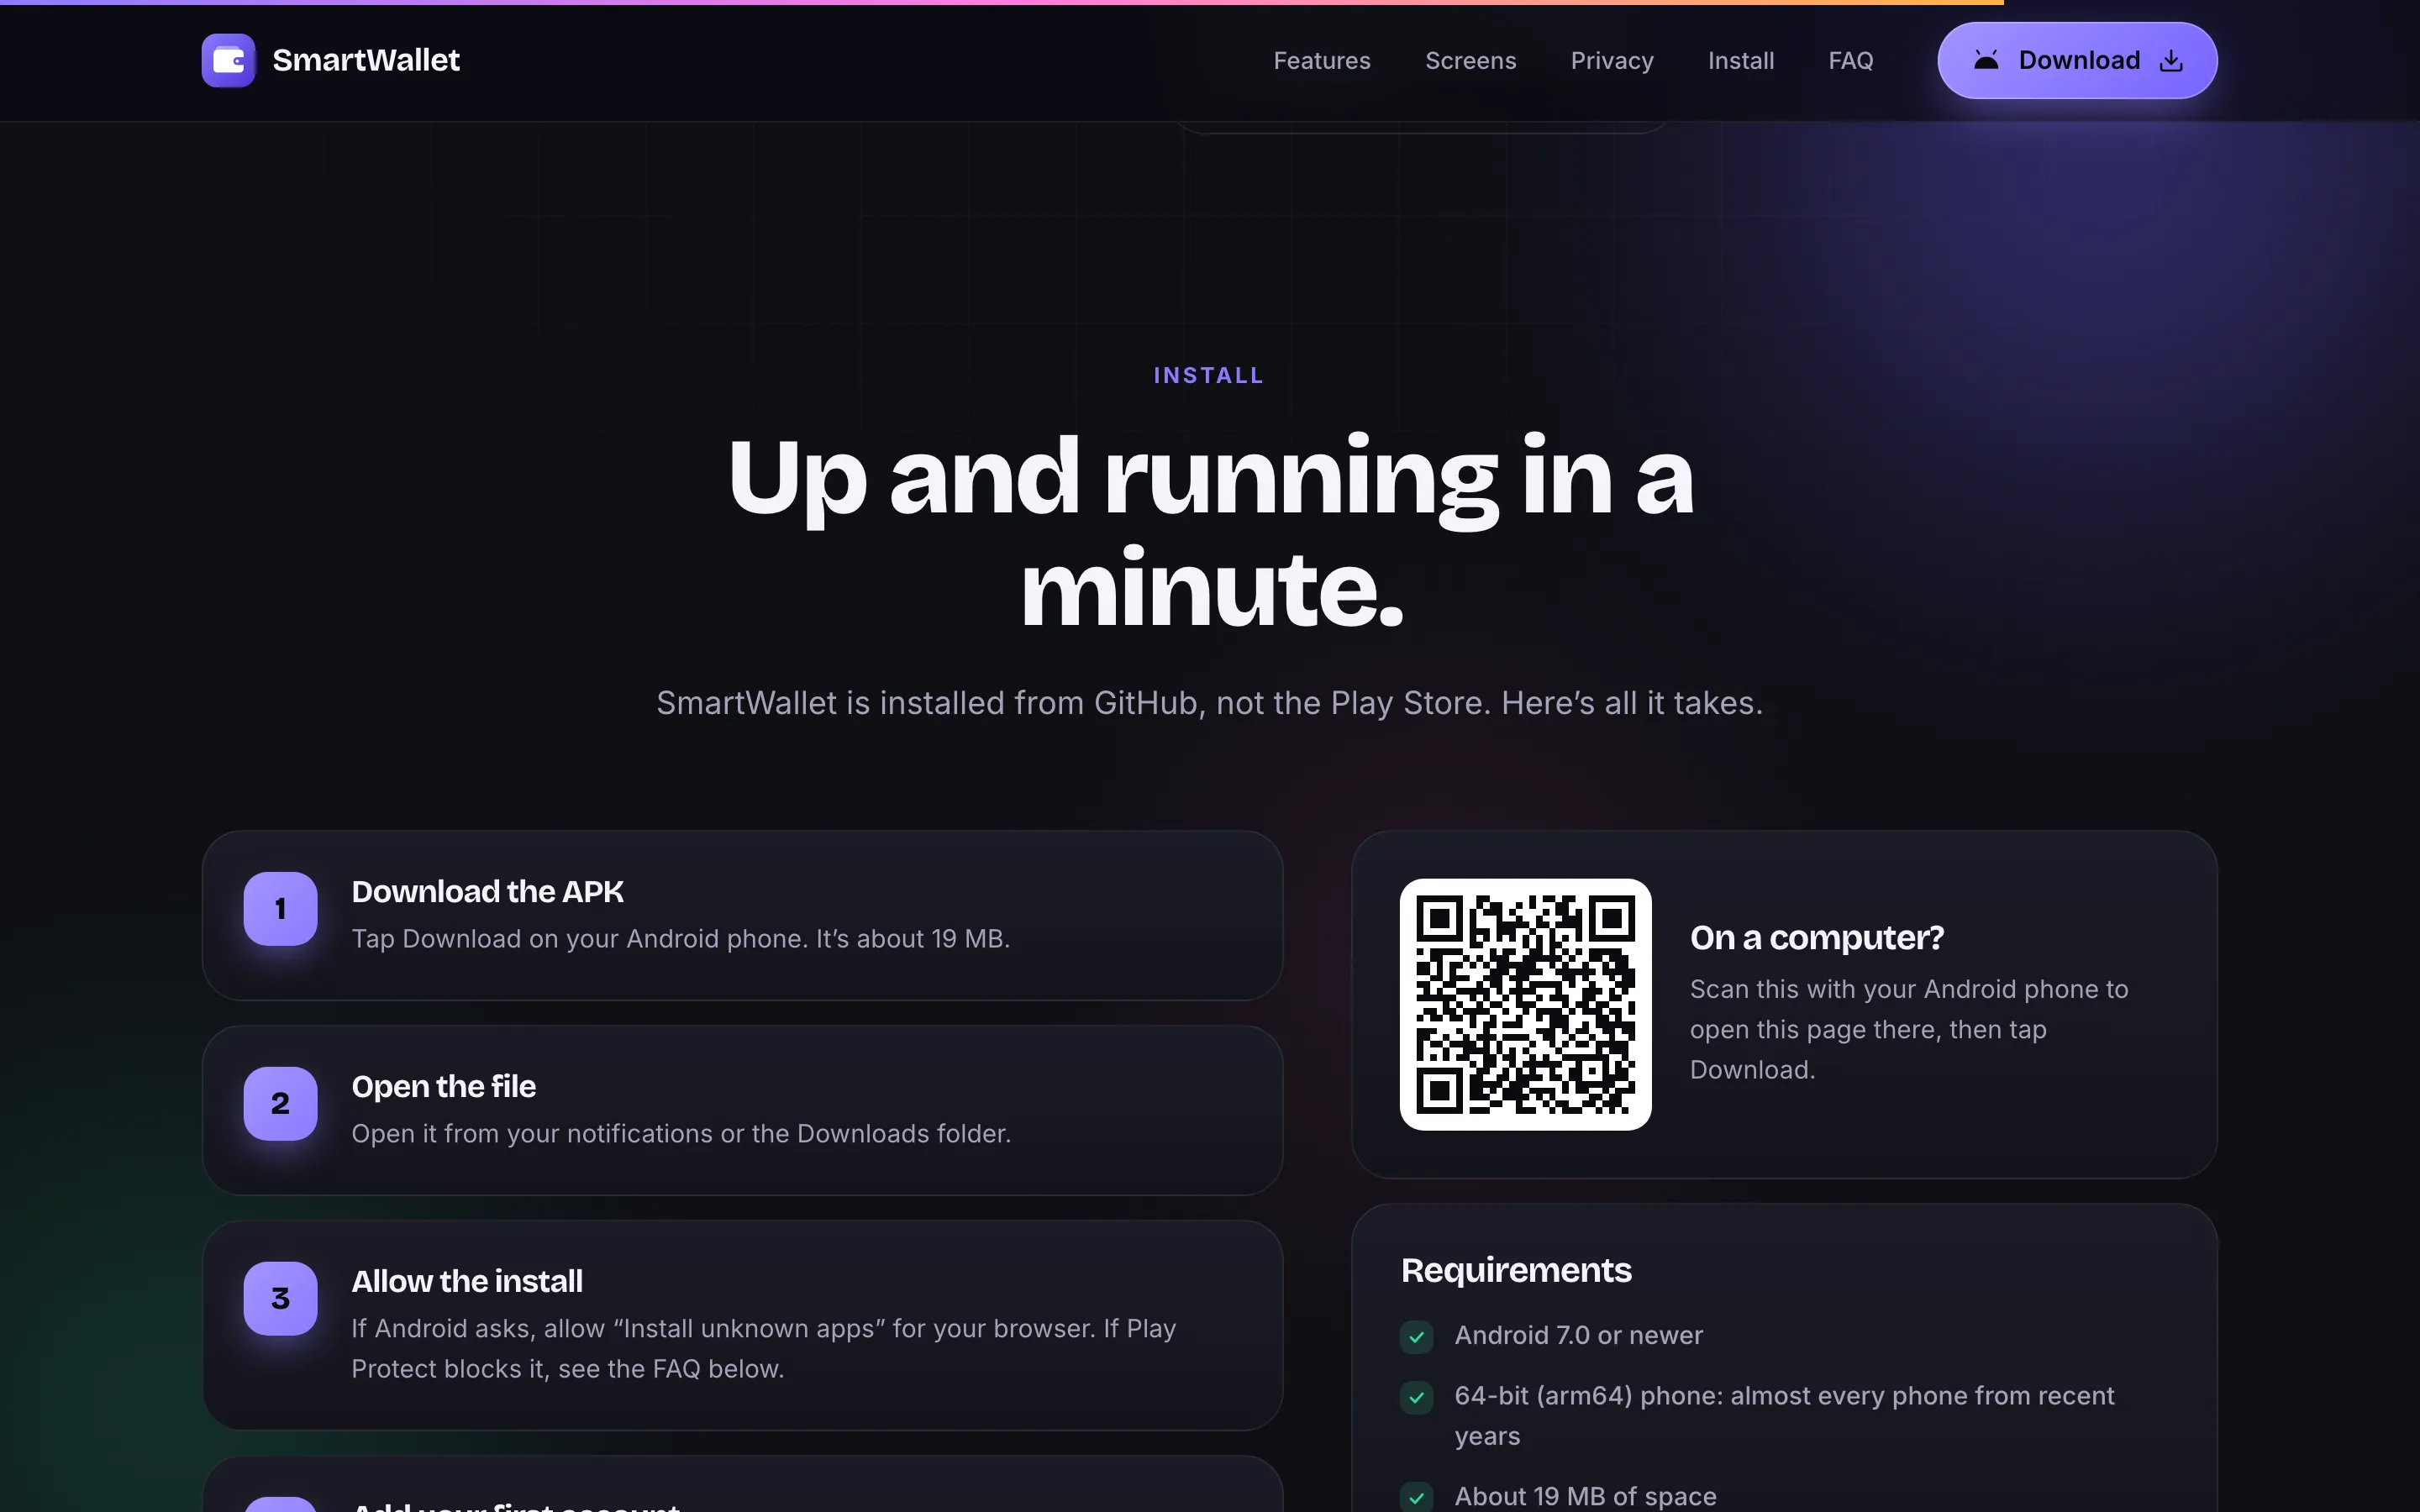 SmartWallet
Features
Screens
Privacy
Install
FAQ
Download
INSTALL
Up and running in a
minute.
SmartWallet is installed from GitHub, not the Play Store. Here’s all it takes.
1
Download the APK
Tap Download on your Android phone. It’s about 19 MB.
2
Open the file
Open it from your notifications or the Downloads folder.
3
Allow the install
If Android asks, allow “Install unknown apps” for your browser. If Play
Protect blocks it, see the FAQ below.
Add your first account
On a computer?
Scan this with your Android phone to
open this page there, then tap
Download.
Requirements
Android 7.0 or newer
64-bit (arm64) phone: almost every phone from recent
years
About 19 MB of space